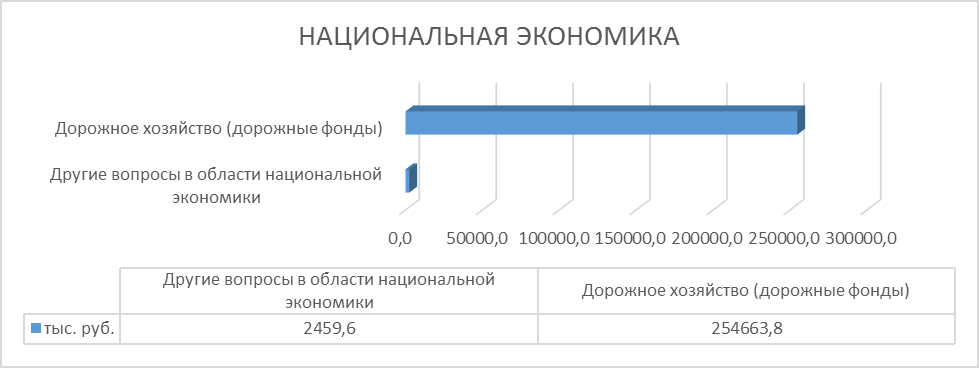 НАЦИОНАЛЬНАЯ ЭКОНОМИКА
Дорожное хозяйство (дорожные фонды)
Другие вопросы в области национальной
экономики
0,0 50000,0 100000,0 150000,0 200000,0 250000,0 300000,0
Другие вопросы в области национальной
экономики
Дорожное хозяйство (дорожные фонды)
тыс. руб. 2459,6 254663,8